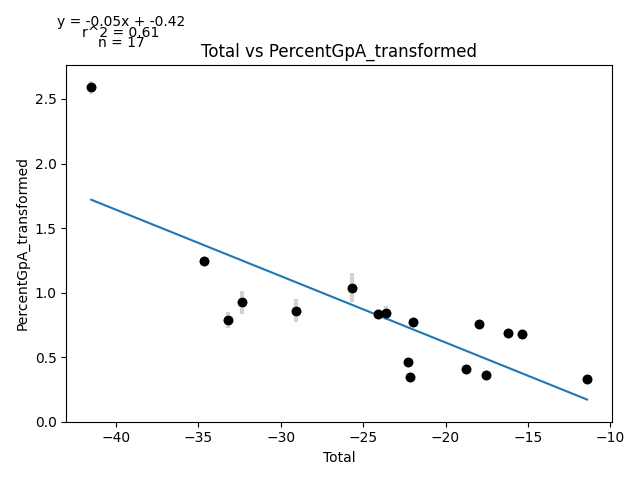 y = -0.05x + -0.42
r^2 = 0.61
n = 17
Total vs PercentGpA_transformed
PercentGpA_transformed
2.5
2.0
1.5
1.0
0.5
0.0
−40
−35
−30
−25
−20
−15
−10
Total